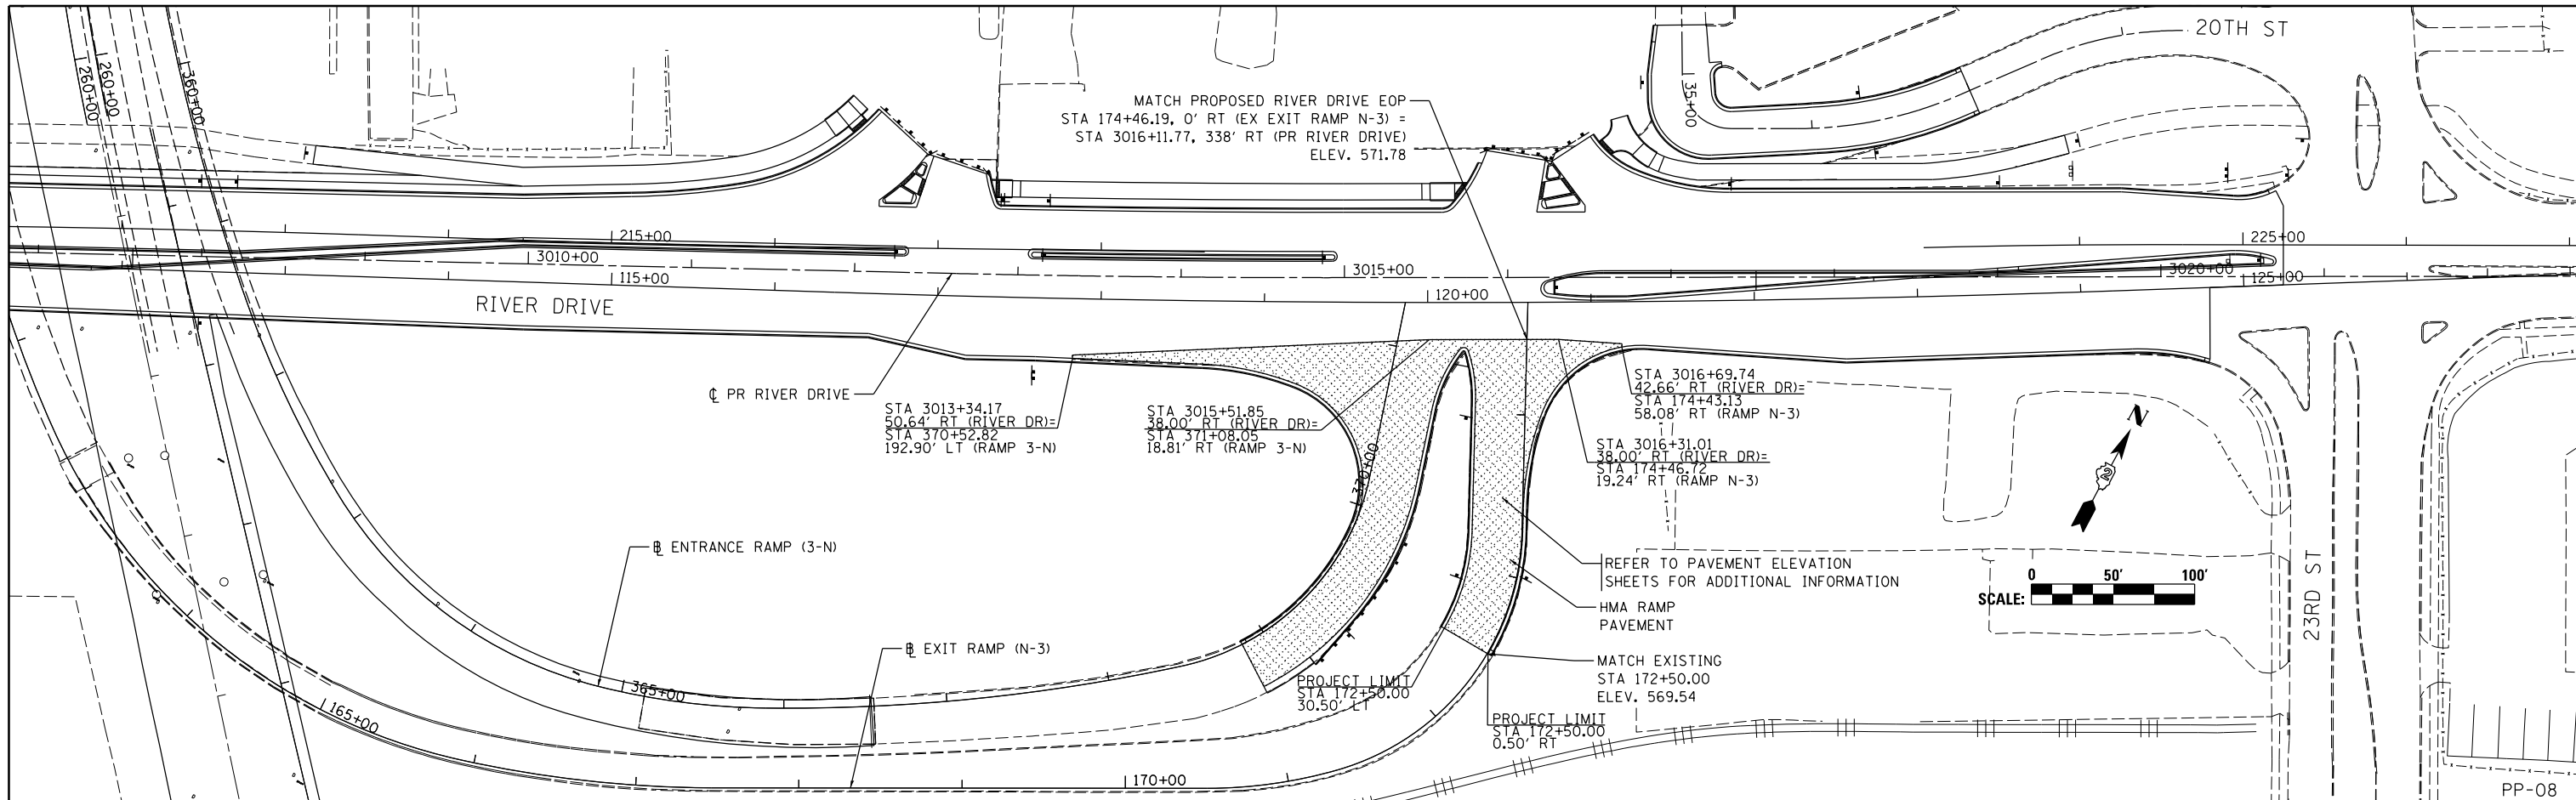 20TH ST
260+00
260+00
360+00
35+00
MATCH PROPOSED RIVER DRIVE EOP
STA 174+46.19, 0' RT (EX EXIT RAMP N-3) =
STA 3016+11.77, 338' RT (PR RIVER DRIVE)
ELEV. 571.78
215+00
225+00
3010+00
3015+00
3020+00
115+00
120+00
125+00
RIVER DRIVE
℄ PR RIVER DRIVE
STA 3013+34.17
50.64' RT (RIVER DR)=
STA 370+52.82
192.90' LT (RAMP 3-N)
STA 3015+51.85
38.00' RT (RIVER DR)=
STA 371+08.05
18.81' RT (RAMP 3-N)
STA 3016+69.74
42.66' RT (RIVER DR)=
STA 174+43.13
58.08' RT (RAMP N-3)
STA 3016+31.01
38.00' RT (RIVER DR)=
STA 174+46.72
19.24' RT (RAMP N-3)
370+00
N
BL ENTRANCE RAMP (3-N)
REFER TO PAVEMENT ELEVATION
SHEETS FOR ADDITIONAL INFORMATION
HMA RAMP
PAVEMENT
0 50' 100'
SCALE:
23RD ST
BL EXIT RAMP (N-3)
MATCH EXISTING
STA 172+50.00
ELEV. 569.54
PROJECT LIMIT
STA 172+50.00
30.50' LT
PROJECT LIMIT
STA 172+50.00
0.50' RT
365+00
165+00
170+00
PP-08